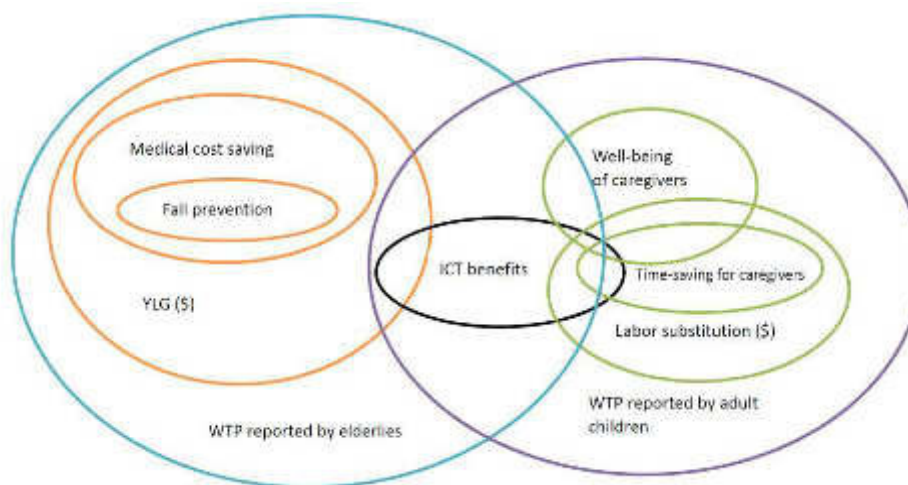 Medical cost saving
Fall prevention
YLG ($)
WTP reported by elderlies
ICT benefits
Well-being
of caregivers
Time-saving for caregivers
Labor substitution ($)
WTP reported by adult
children